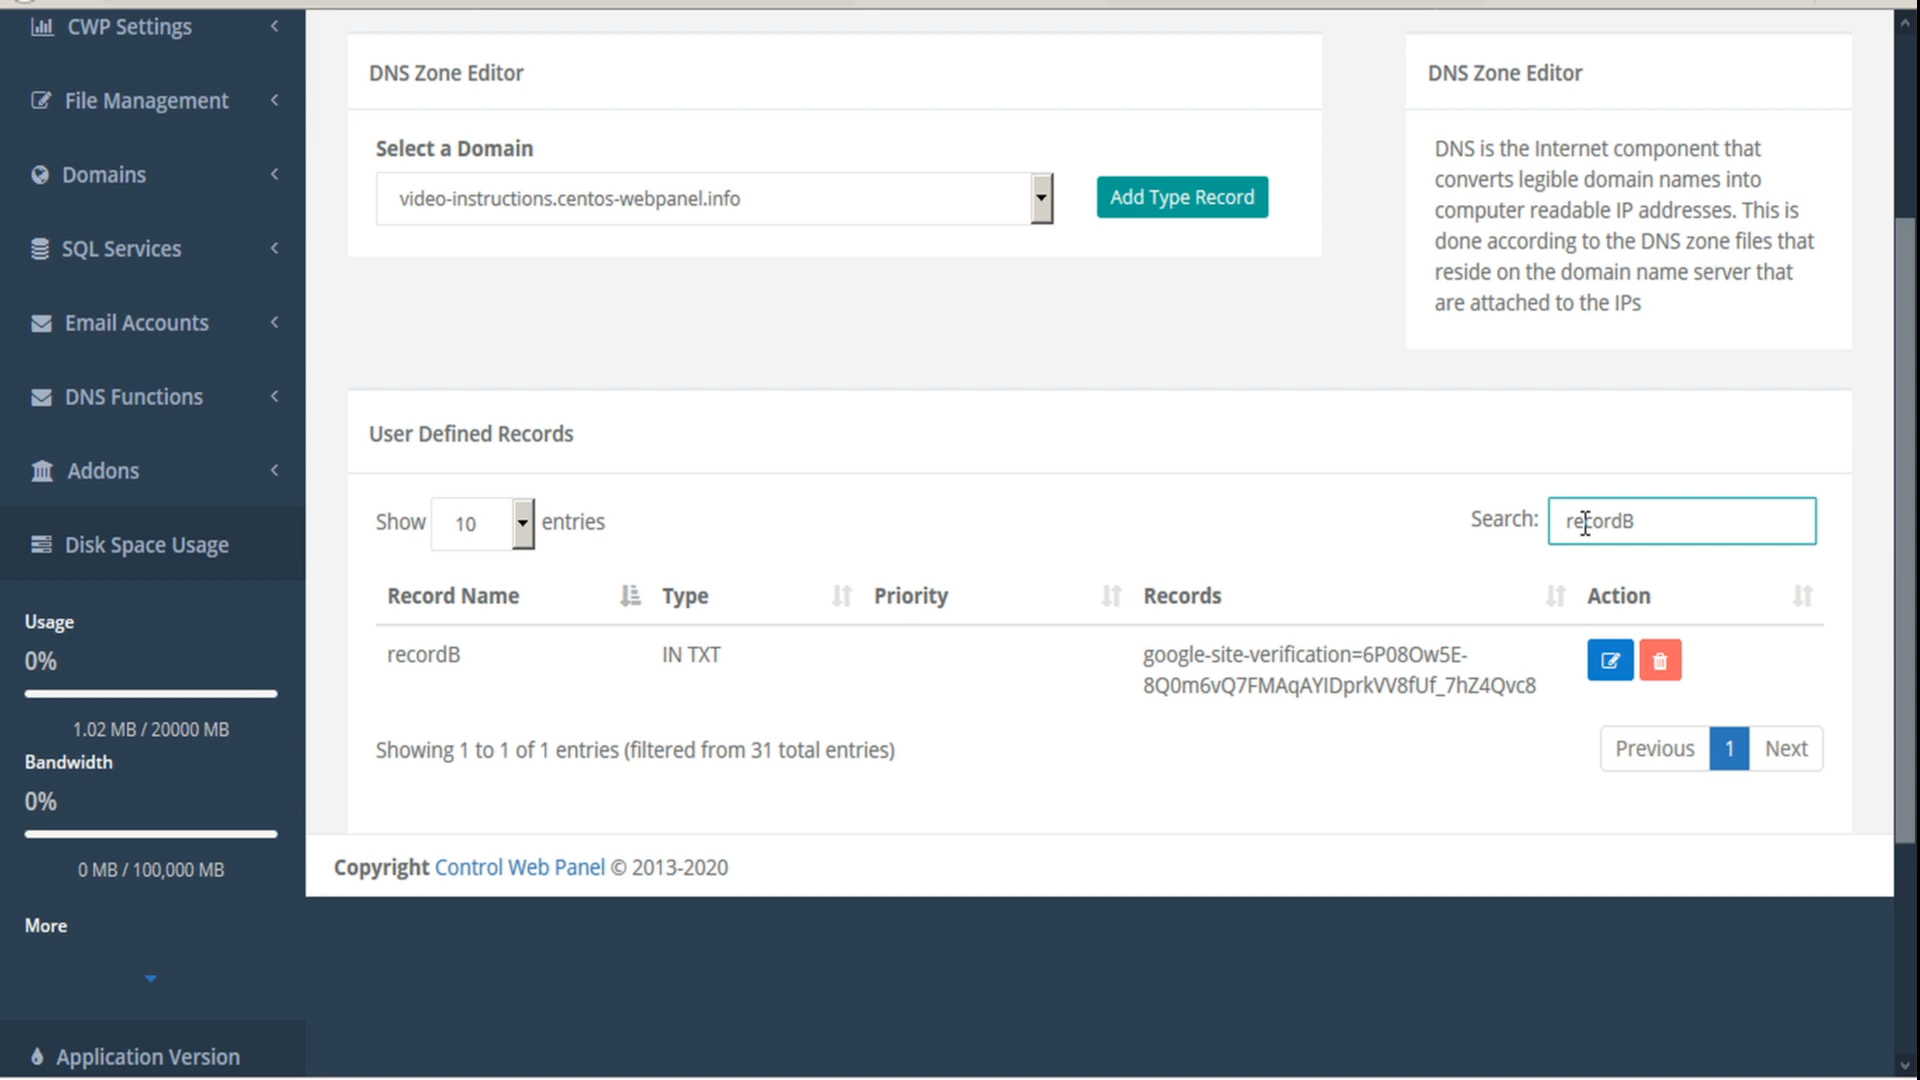 CWP Settings
File Management
Domains
SQL Services
Email Accounts
DNS Functions
Addons
Disk Space Usage
Usage
0%
1.02 MB / 20000 MB
Bandwidth
0%
0 MB / 100,000 MB
More
Application Version
DNS Zone Editor
Select a Domain
video-instructions.centos-webpanel.info
Add Type Record
DNS Zone Editor
DNS is the Internet component that
converts legible domain names into
computer readable IP addresses. This is
done according to the DNS zone files that
reside on the domain name server that
are attached to the IPs
User Defined Records
Show 10 entries
Search: recordB
Record Name Type Priority Records Action
recordB IN TXT google-site-verification=6P08Ow5E-
8Q0m6vQ7FMAqAYIDprkVV8fUf_7hZ4Qvc8
Showing 1 to 1 of 1 entries (filtered from 31 total entries)
Previous 1 Next
Copyright Control Web Panel © 2013-2020